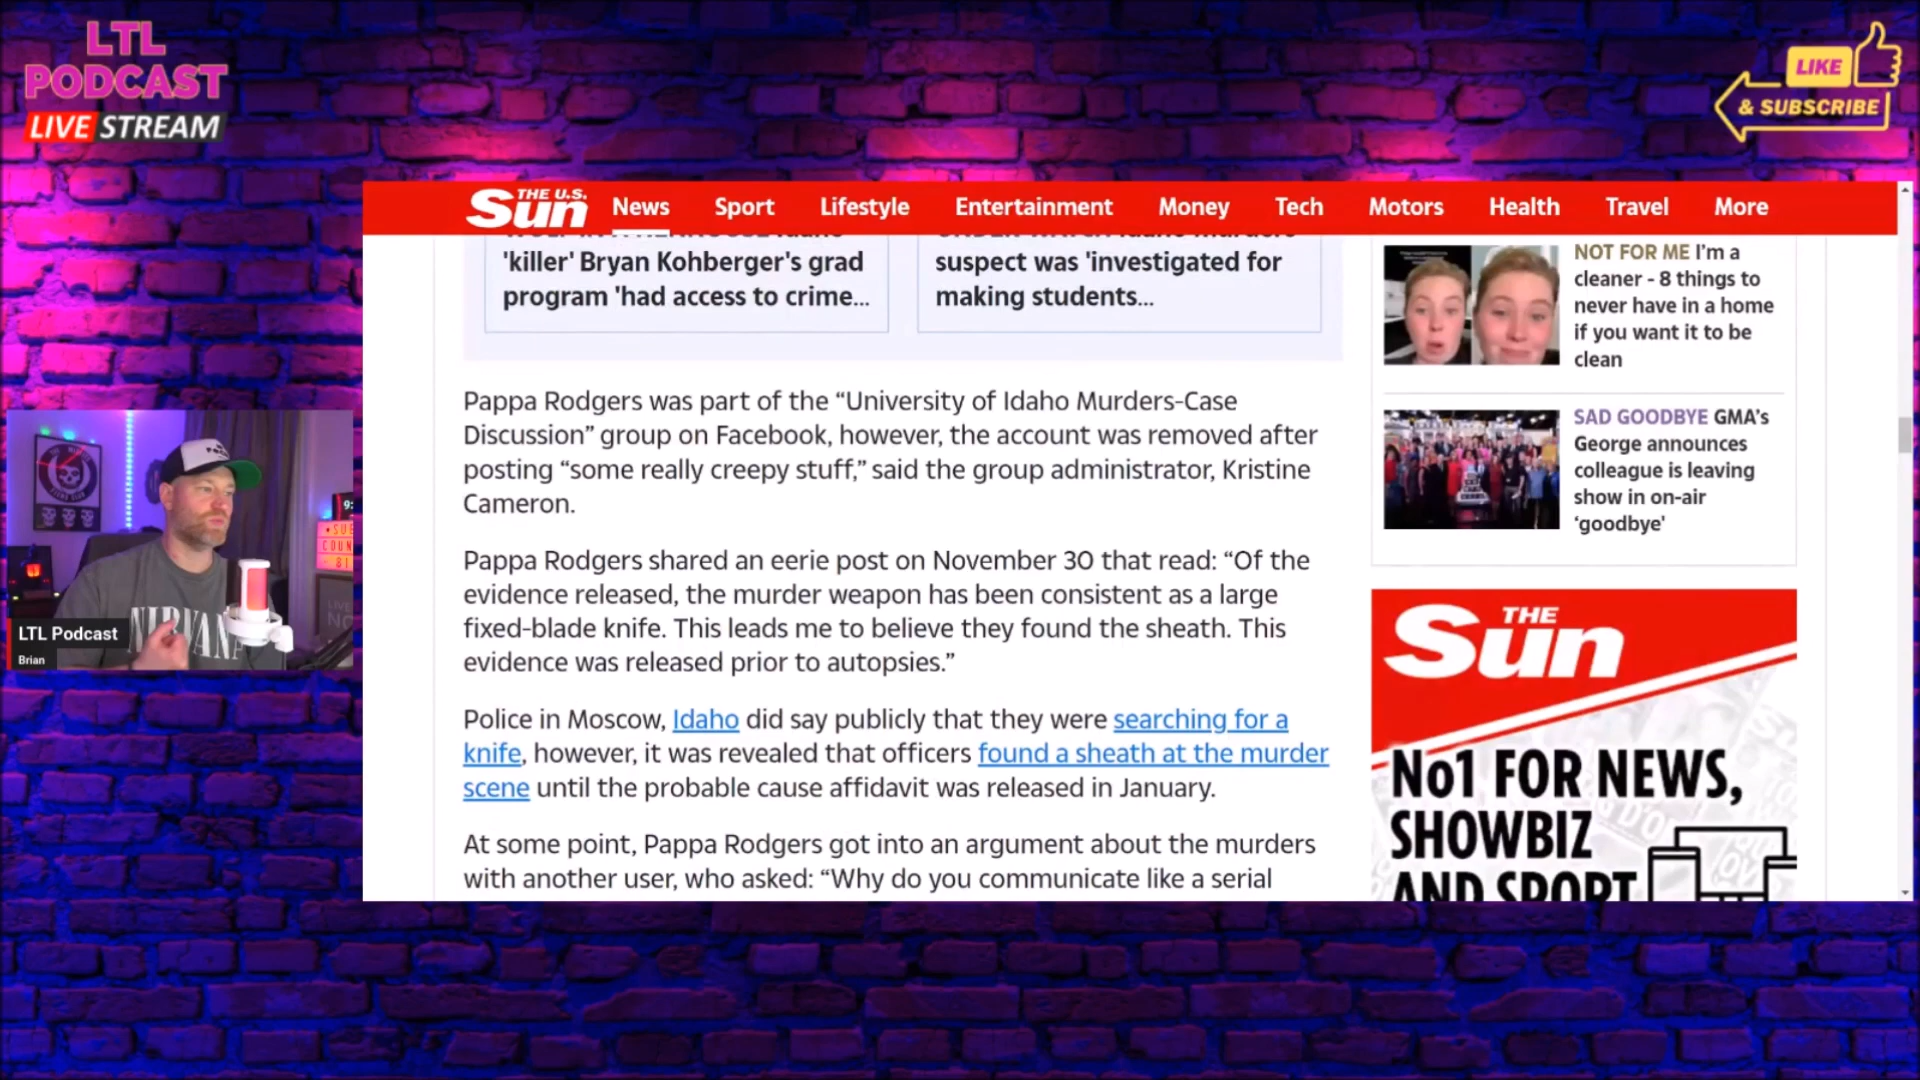 LTL
PODCAST
LIVE STREAM
LIKE
& SUBSCRIBE
THE U.S.
Sun
News
Sport
Lifestyle
Entertainment
Money
Tech
Motors
Health
Travel
More
'killer' Bryan Kohberger's grad
program 'had access to crime...
suspect was 'investigated for
making students...
Pappa Rodgers was part of the “University of Idaho Murders-Case
Discussion” group on Facebook, however, the account was removed after
posting “some really creepy stuff,” said the group administrator, Kristine
Cameron.
Pappa Rodgers shared an eerie post on November 30 that read: “Of the
evidence released, the murder weapon has been consistent as a large
fixed-blade knife. This leads me to believe they found the sheath. This
evidence was released prior to autopsies.”
Police in Moscow, Idaho did say publicly that they were searching for a
knife, however, it was revealed that officers found a sheath at the murder
scene until the probable cause affidavit was released in January.
At some point, Pappa Rodgers got into an argument about the murders
with another user, who asked: “Why do you communicate like a serial
NOT FOR ME I'm a
cleaner - 8 things to
never have in a home
if you want it to be
clean
SAD GOODBYE GMA's
George announces
colleague is leaving
show in on-air
‘goodbye'
THE
Sun
No1 FOR NEWS,
SHOWBIZ
AND SPORT
NIRVANA
LTL Podcast
Brian